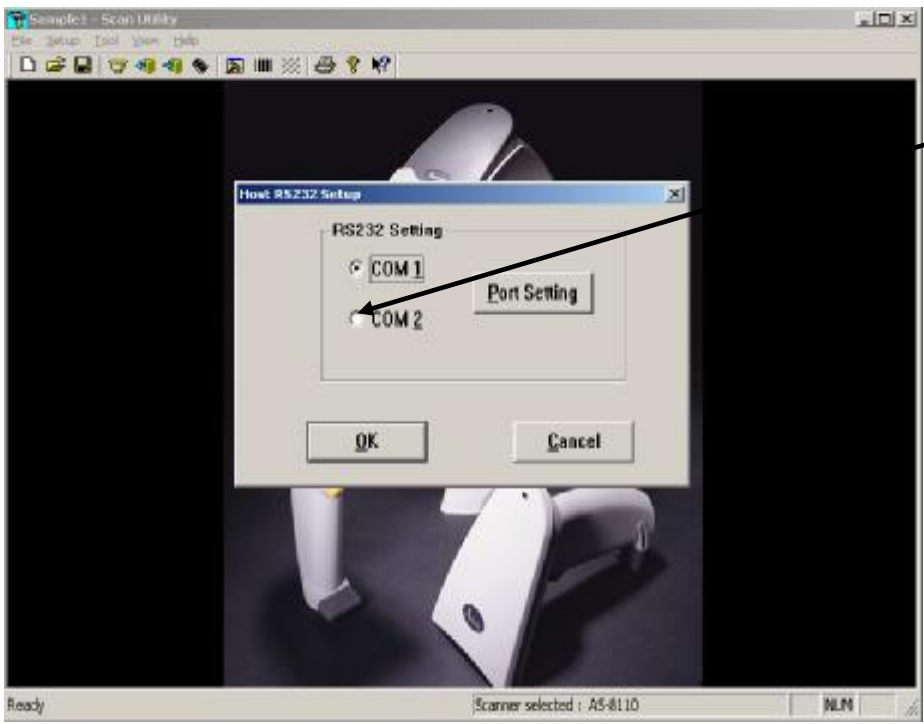 Sample1 - Scan Utility
File Setup Tool View Help
Host RS232 Setup
RS232 Setting
COM 1
Port Setting
COM 2
OK
Cancel
Ready
Scanner selected : AS-8110
NUM